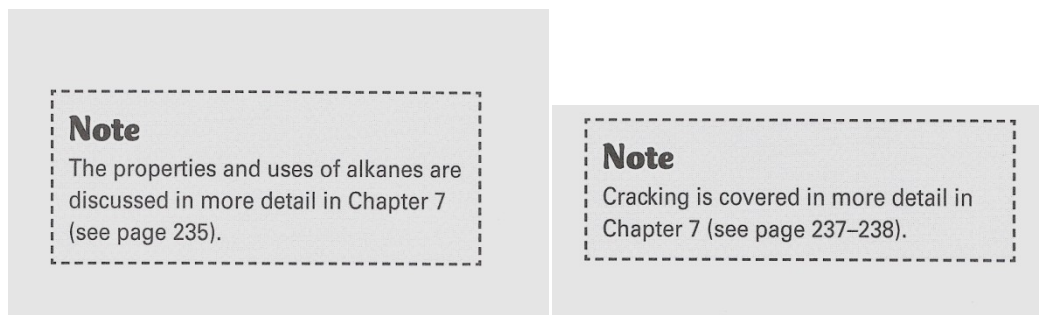 Note
The properties and uses of alkanes are
discussed in more detail in Chapter 7
(see page 235).
Note
Cracking is covered in more detail in
Chapter 7 (see page 237–238).